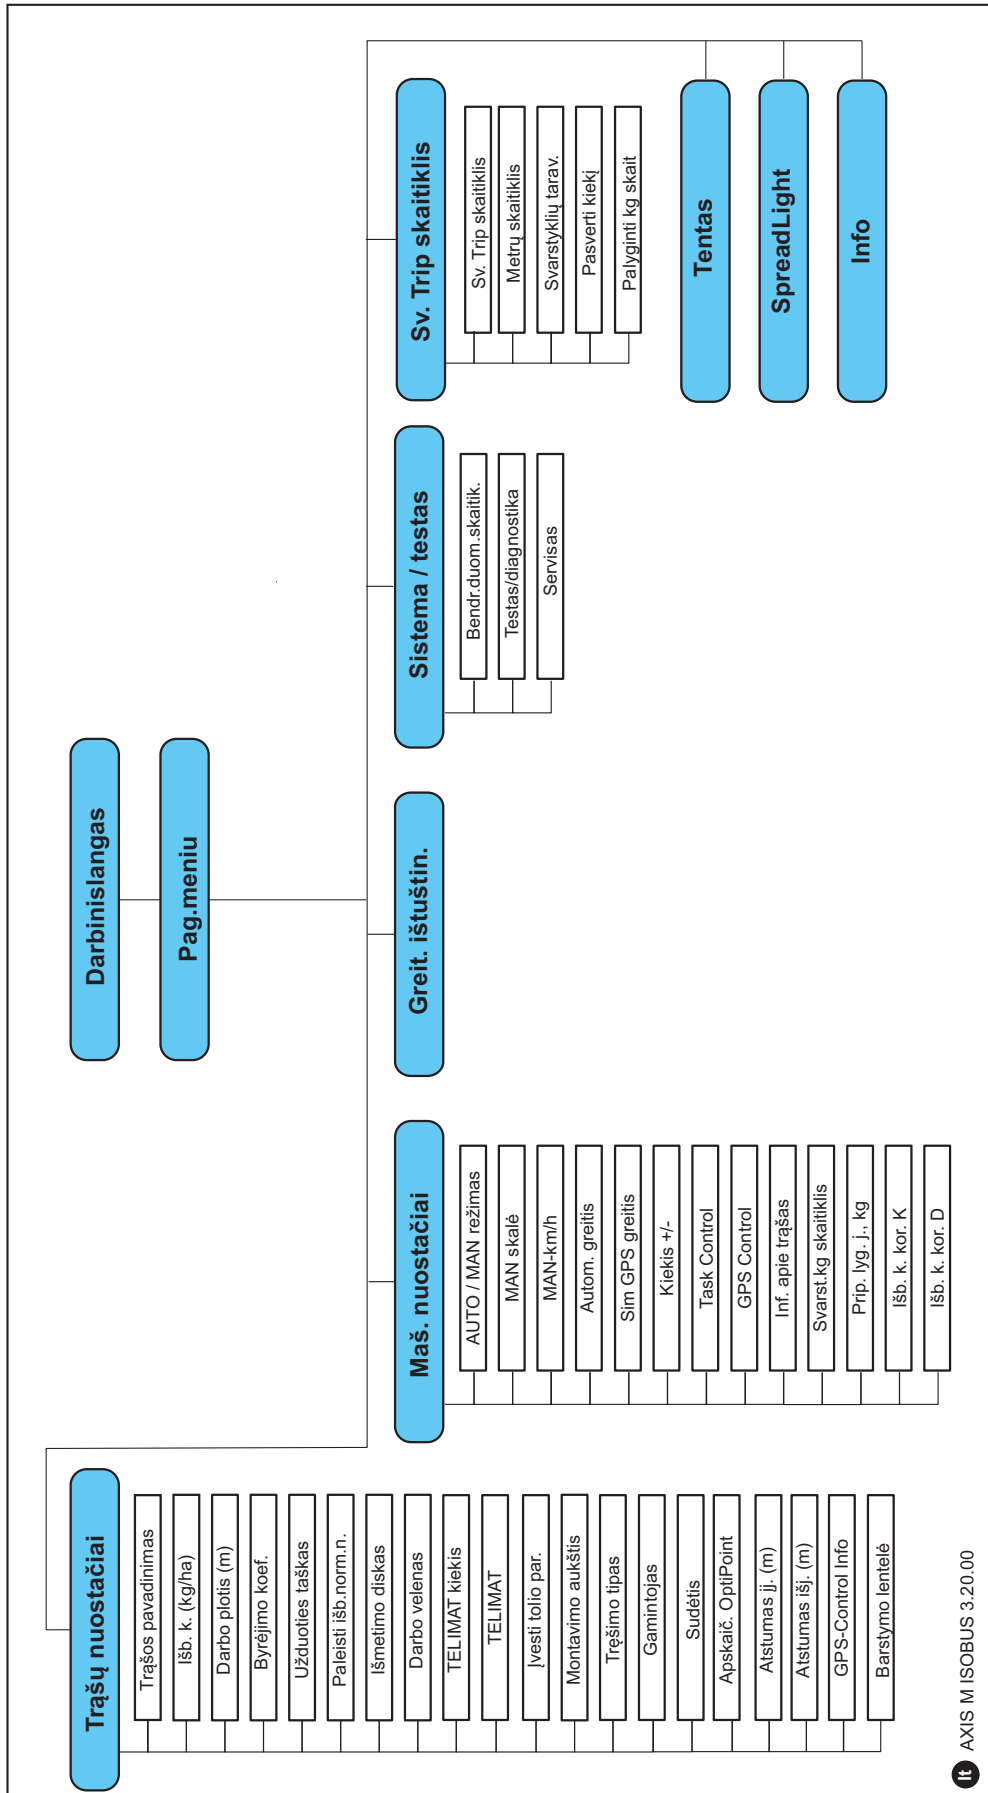 Darbinislangas
Pag.meniu
Trąšų nuostačiai
Trąšos pavadinimas
Išb. k. (kg/ha)
Darbo plotis (m)
Byrėjimo koef.
Užduoties taškas
Paleisti išb.norm.n.
Išmetimo diskas
Darbo velenas
TELIMAT kiekis
TELIMAT
Įvesti tolio par.
Montavimo aukštis
Tręšimo tipas
Gamintojas
Sudėtis
Apskaič. OptiPoint
Atstumas įj. (m)
Atstumas išj. (m)
GPS-Control Info
Barstymo lentelė
Maš. nuostačiai
AUTO / MAN režimas
MAN skalė
MAN-km/h
Autom. greitis
Sim GPS greitis
Kiekis +/-
Task Control
GPS Control
Inf. apie trąšas
Svarst.kg skaitiklis
Prip. lyg. j., kg
Išb. k. kor. K
Išb. k. kor. D
Greit. ištuštin.
Sistema / testas
Bendr.duom.skaitik.
Testas/diagnostika
Servisas
Sv. Trip skaitiklis
Sv. Trip skaitiklis
Metrų skaitiklis
Svarstyklių tarav.
Pasverti kiekį
Palyginti kg skait
Tentas
SpreadLight
Info
lt AXIS M ISOBUS 3.20.00